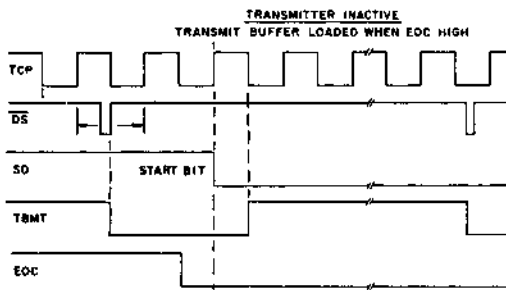 TRANSMITTER INACTIVE
TRANSMIT BUFFER LOADED WHEN EOC HIGH
TCP
DS
SO
START BIT
TBMT
EOC